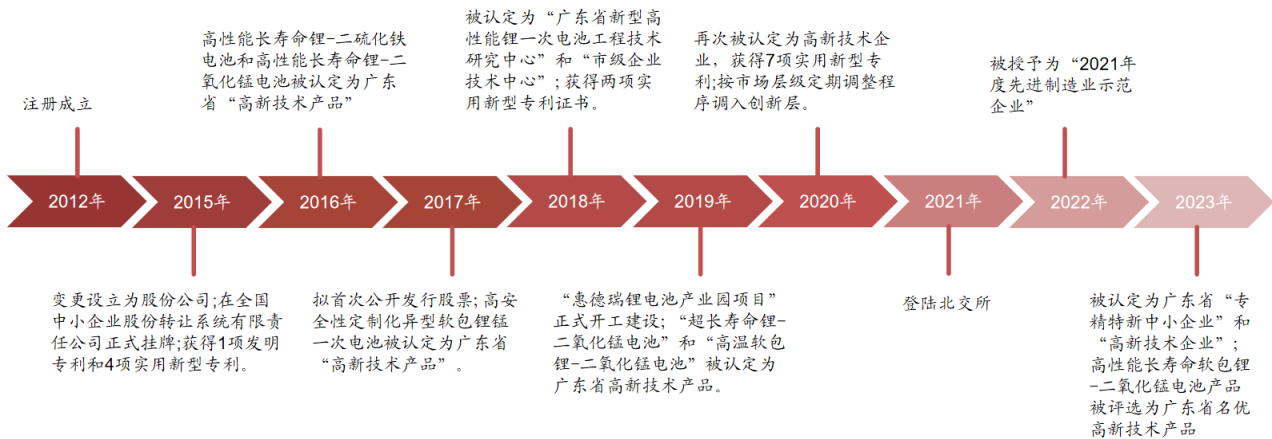 注册成立
高性能长寿命锂-二硫化铁
电池和高性能长寿命锂-二
氧化锰电池被认定为广东
省“高新技术产品”
被认定为“广东省新型高
性能锂一次电池工程技术
研究中心”和“市级企业
技术中心”;获得两项实
用新型专利证书。
再次被认定为高新技术企
业，获得7项实用新型专
利;按市场层级定期调整程
序调入创新层。
被授予为“2021年
度先进制造业示范
企业”
2012年
2015年
2016年
2017年
2018年
2019年
2020年
2021年
2022年
2023年
变更设立为股份公司;在全国
中小企业股份转让系统有限责
任公司正式挂牌;获得1项发明
专利和4项实用新型专利。
拟首次公开发行股票;高安
全性定制化异型软包锂锰
一次电池被认定为广东省
“高新技术产品”。
“惠德瑞锂电池产业园项目”
正式开工建设;“超长寿命锂-
二氧化锰电池”和“高温软包
锂-二氧化锰电池”被认定为
广东省高新技术产品。
登陆北交所
被认定为广东省“专
精特新中小企业”和
“高新技术企业”;
高性能长寿命软包锂
-二氧化锰电池产品
被评选为广东省名优
高新技术产品